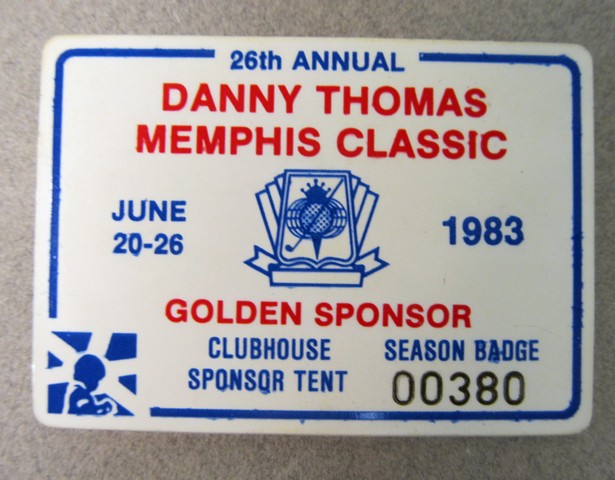 26th ANNUAL
DANNY THOMAS
MEMPHIS CLASSIC
JUNE
20-26
1983
GOLDEN SPONSOR
CLUBHOUSE
SPONSOR TENT
SEASON BADGE
00380